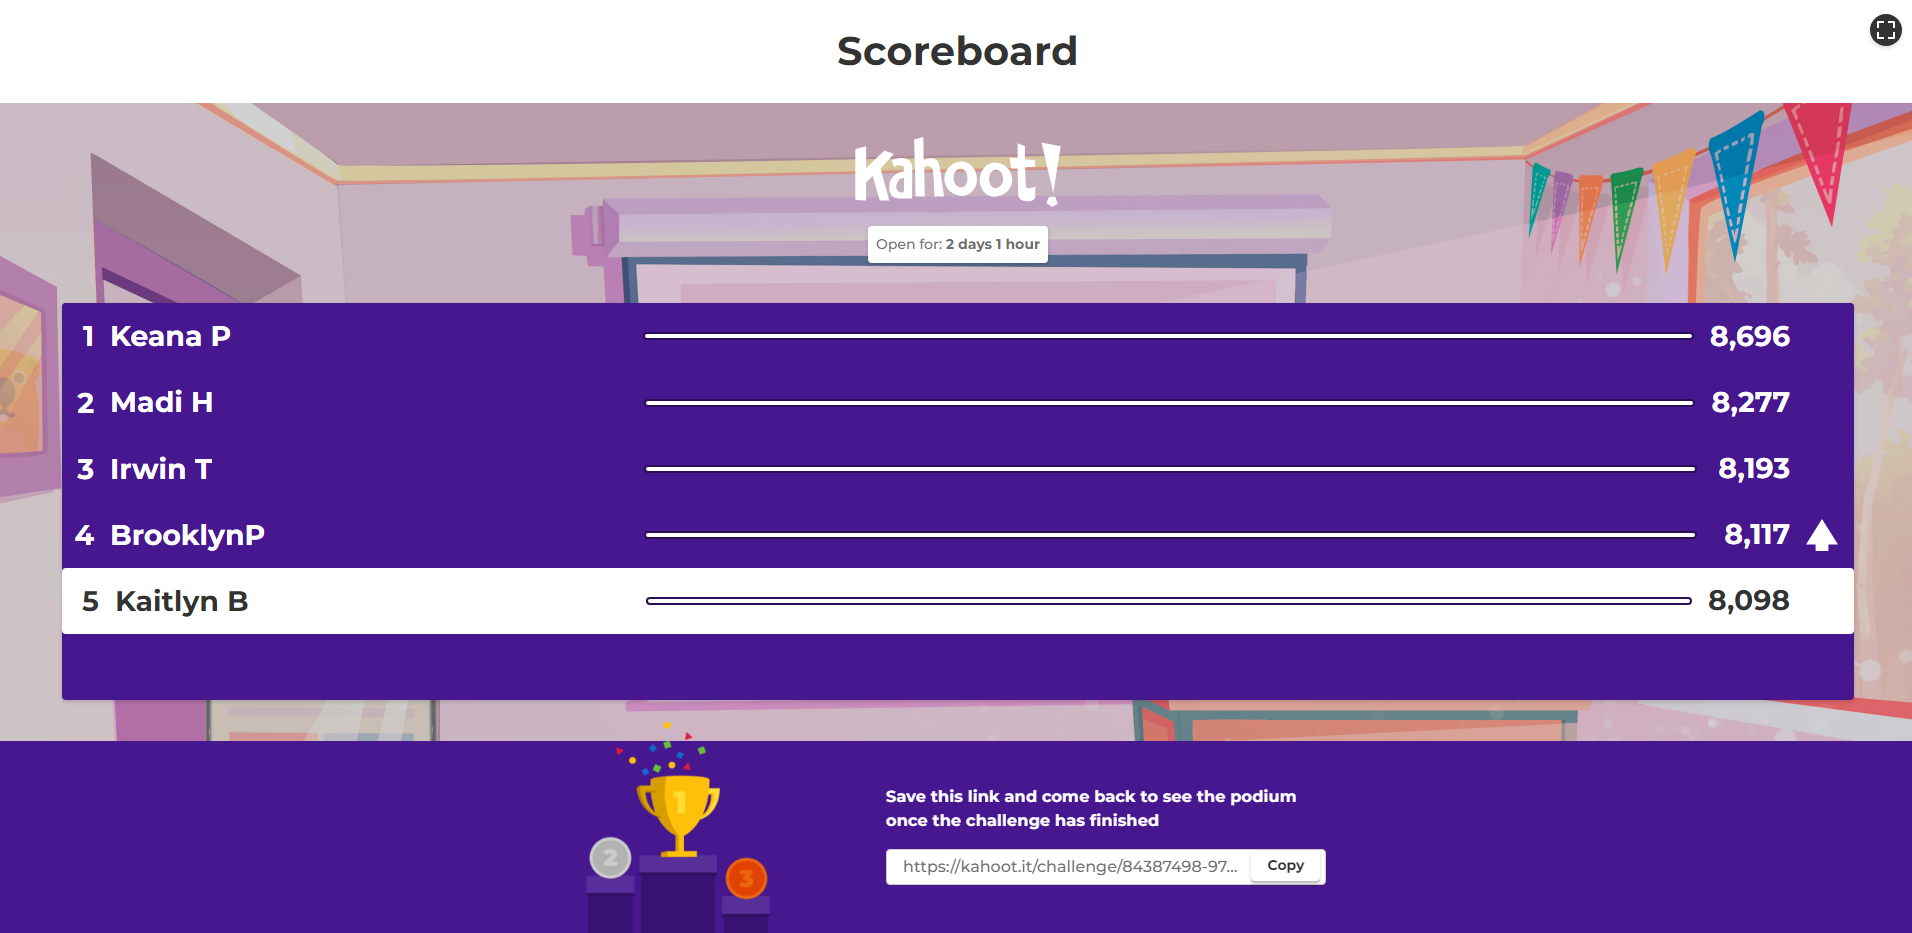 Scoreboard
Kahoot!
Open for: 2 days 1 hour
1 Keana P 8,696
2 Madi H 8,277
3 Irwin T 8,193
4 BrooklynP 8,117
5 Kaitlyn B 8,098
1
2
3
Save this link and come back to see the podium
once the challenge has finished
https://kahoot.it/challenge/84387498-97... Copy